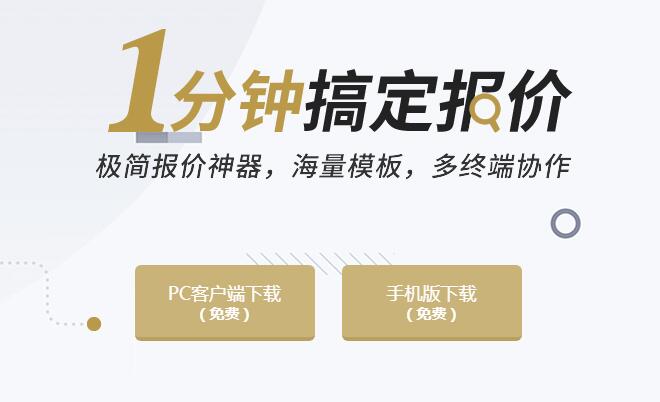 1分钟搞定报价
极简报价神器，海量模板，多终端协作
PC客户端下载
（免费）
手机版下载
（免费）